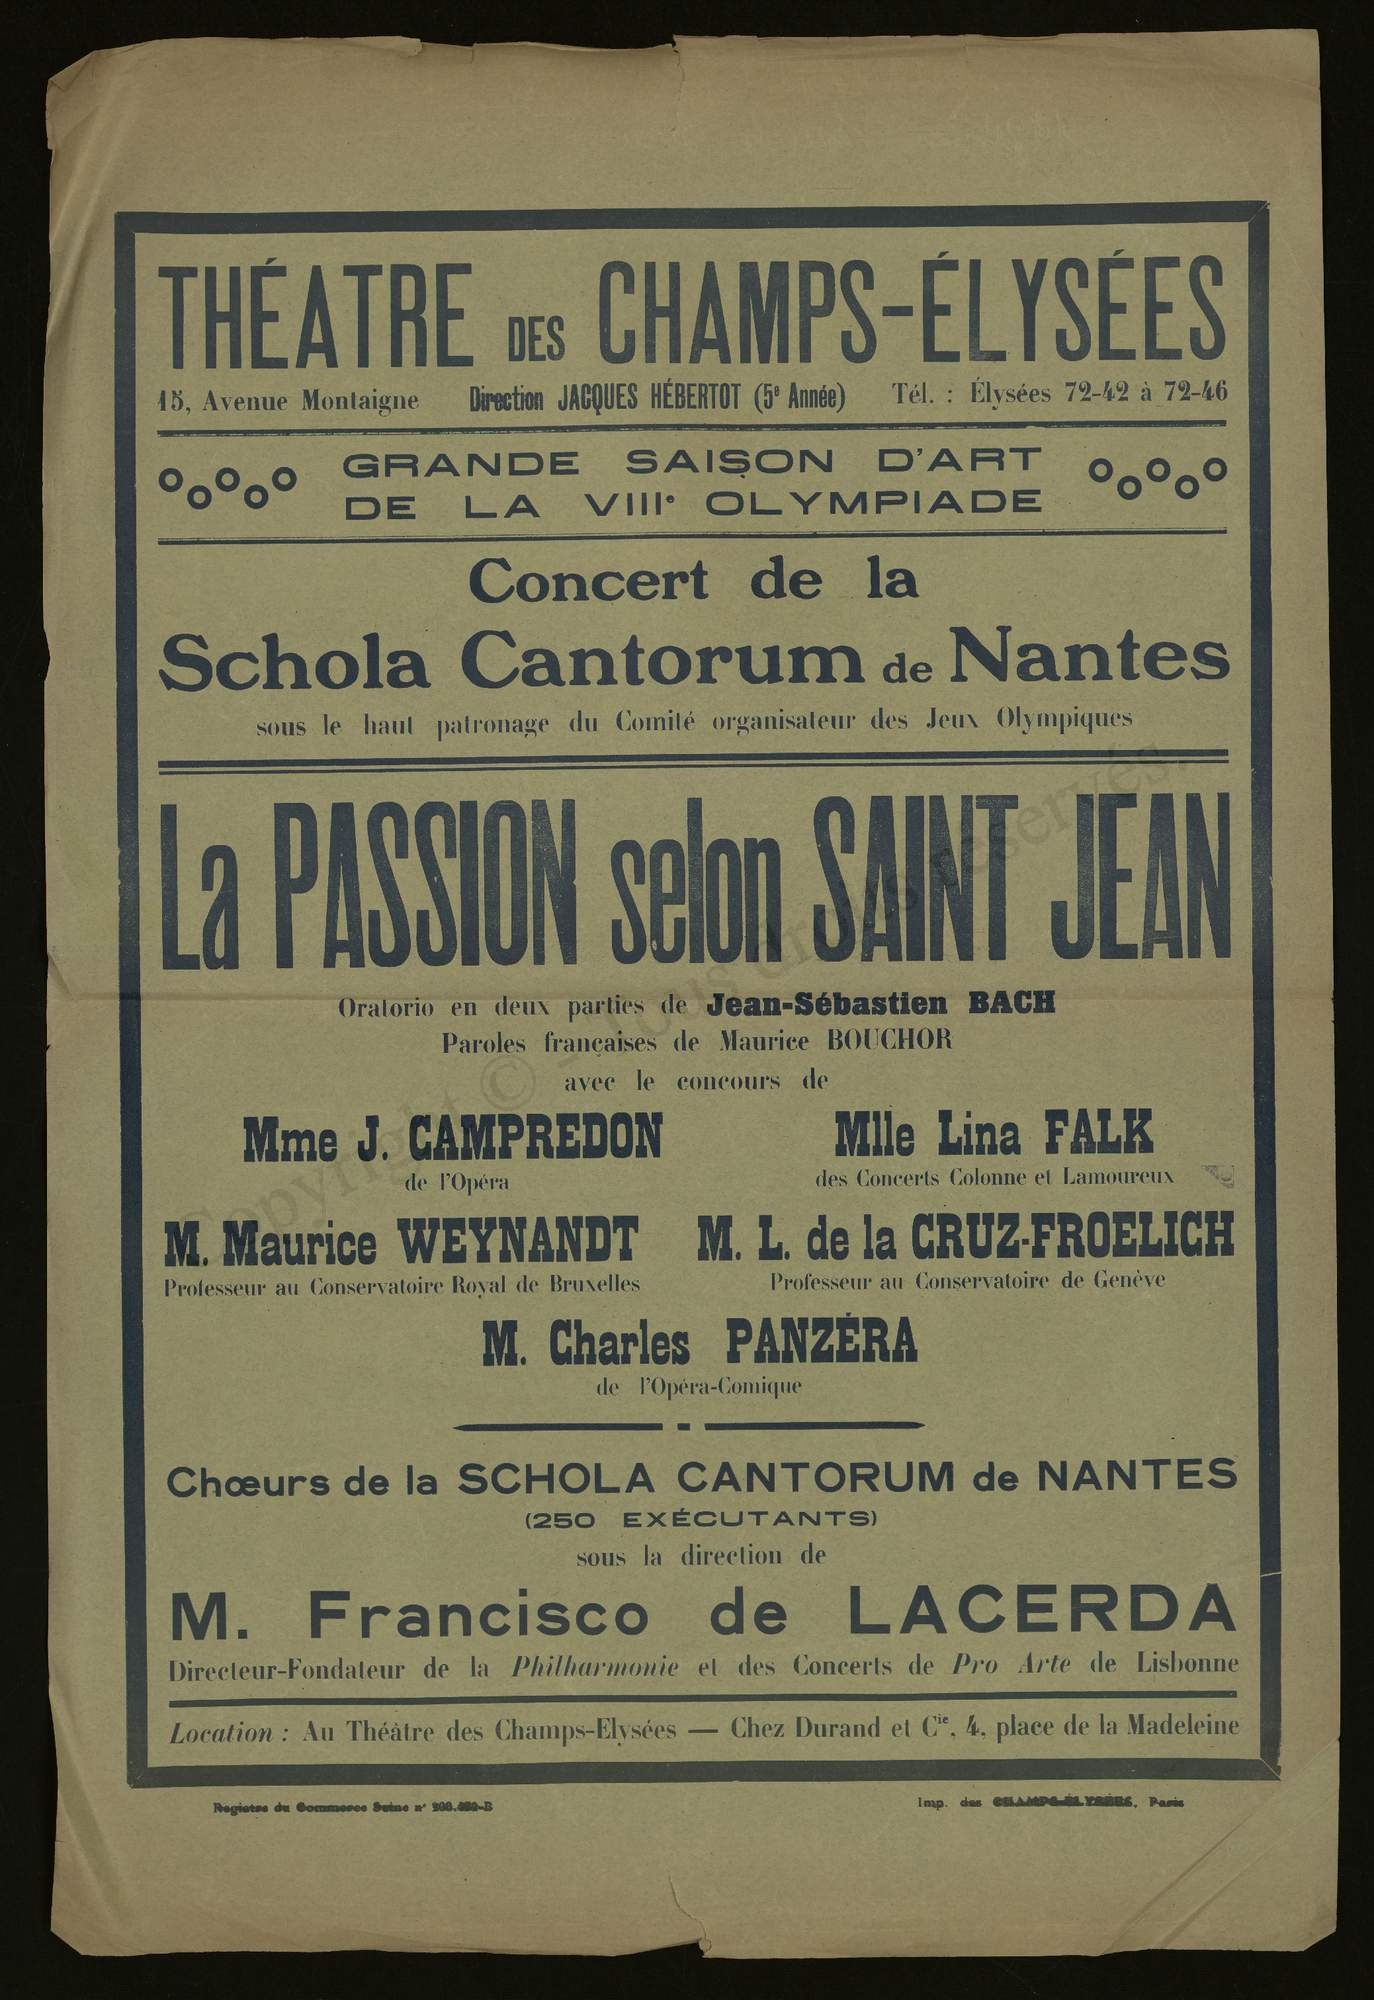 THÉATRE DES CHAMPS-ÉLYSÉES
15, Avenue Montaigne Direction JACQUES HÉBERTOT (5e Année) Tél. : Élysées 72-42 à 72-46
GRANDE SAISON D'ART
DE LA VIIIe OLYMPIADE
Concert de la
Schola Cantorum de Nantes
sous le haut patronage du Comité organisateur des Jeux Olympiques
La PASSION selon SAINT JEAN
Oratorio en deux parties de Jean-Sébastien BACH
Paroles françaises de Maurice BOUCHOR
avec le concours de
Mme J. CAMPREDON
de l'Opéra
Mlle Lina FALK
des Concerts Colonne et Lamoureux
M. Maurice WEYNANDT
Professeur au Conservatoire Royal de Bruxelles
M. L. de la CRUZ-FROELICH
Professeur au Conservatoire de Genève
M. Charles PANZÉRA
de l'Opéra-Comique
Chœurs de la SCHOLA CANTORUM de NANTES
(250 EXÉCUTANTS)
sous la direction de
M. Francisco de LACERDA
Directeur-Fondateur de la Philharmonie et des Concerts de Pro Arte de Lisbonne
Location : Au Théâtre des Champs-Elysées — Chez Durand et Cie, 4, place de la Madeleine
Registre du Commerce Seine n°
Imp. des CHAMPS-ÉLYSÉES, Paris
Copyright © - Tous droits réservés.